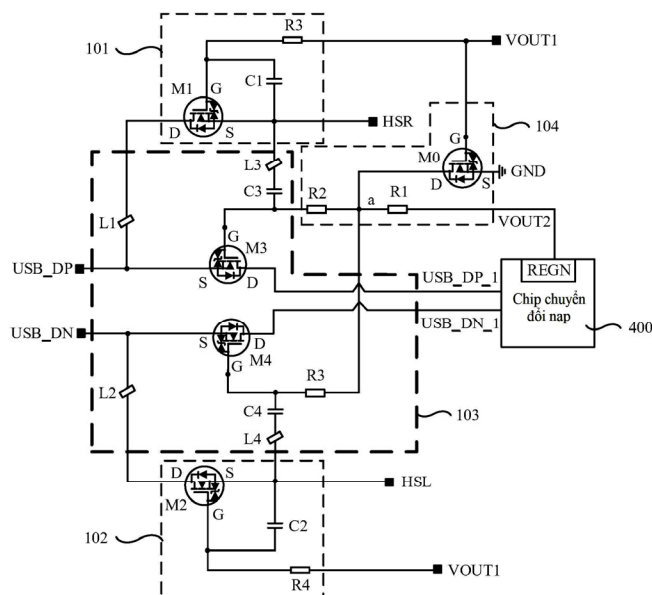 R3
VOUT1
101
G
C1
M1
D
S
HSR
104
G
M0
D
S
GND
L3
C3
R2
a
R1
VOUT2
L1
G
M3
S
D
USB_DP
USB_DP_1
REGN
Chip chuyển
đổi nạp
400
USB_DN
USB_DN_1
S
D
M4
G
R3
L2
C4
103
L4
D
S
HSL
M2
G
C2
102
R4
VOUT1